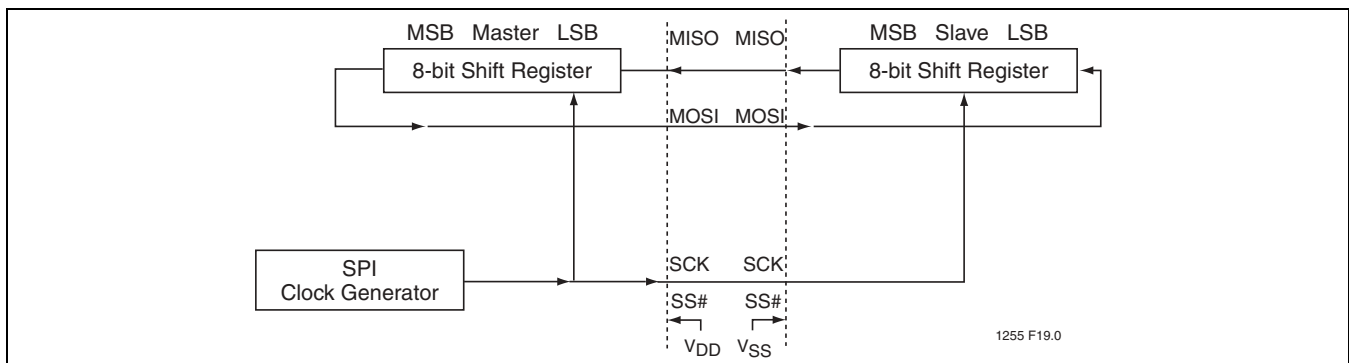 MSB Master LSB
MISO MISO
MSB Slave LSB
8-bit Shift Register
8-bit Shift Register
MOSI MOSI
SPI
Clock Generator
SCK SCK
SS# SS#
VDD VSS
1255 F19.0